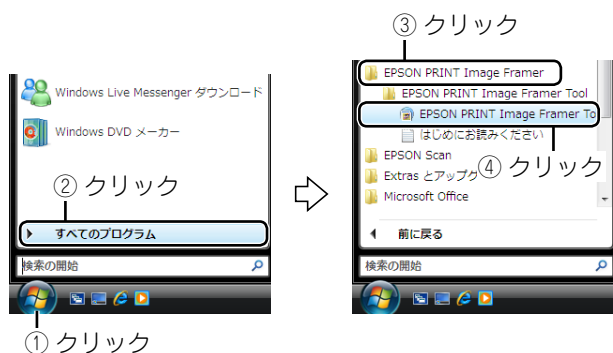 Windows Live Messenger ダウンロード
Windows DVD メーカー
② クリック
すべてのプログラム
検索の開始
① クリック
③ クリック
EPSON PRINT Image Framer
EPSON PRINT Image Framer Tool
EPSON PRINT Image Framer To
はじめにお読みください
EPSON Scan
Extras とアップグ
④ クリック
Microsoft Office
前に戻る
検索の開始